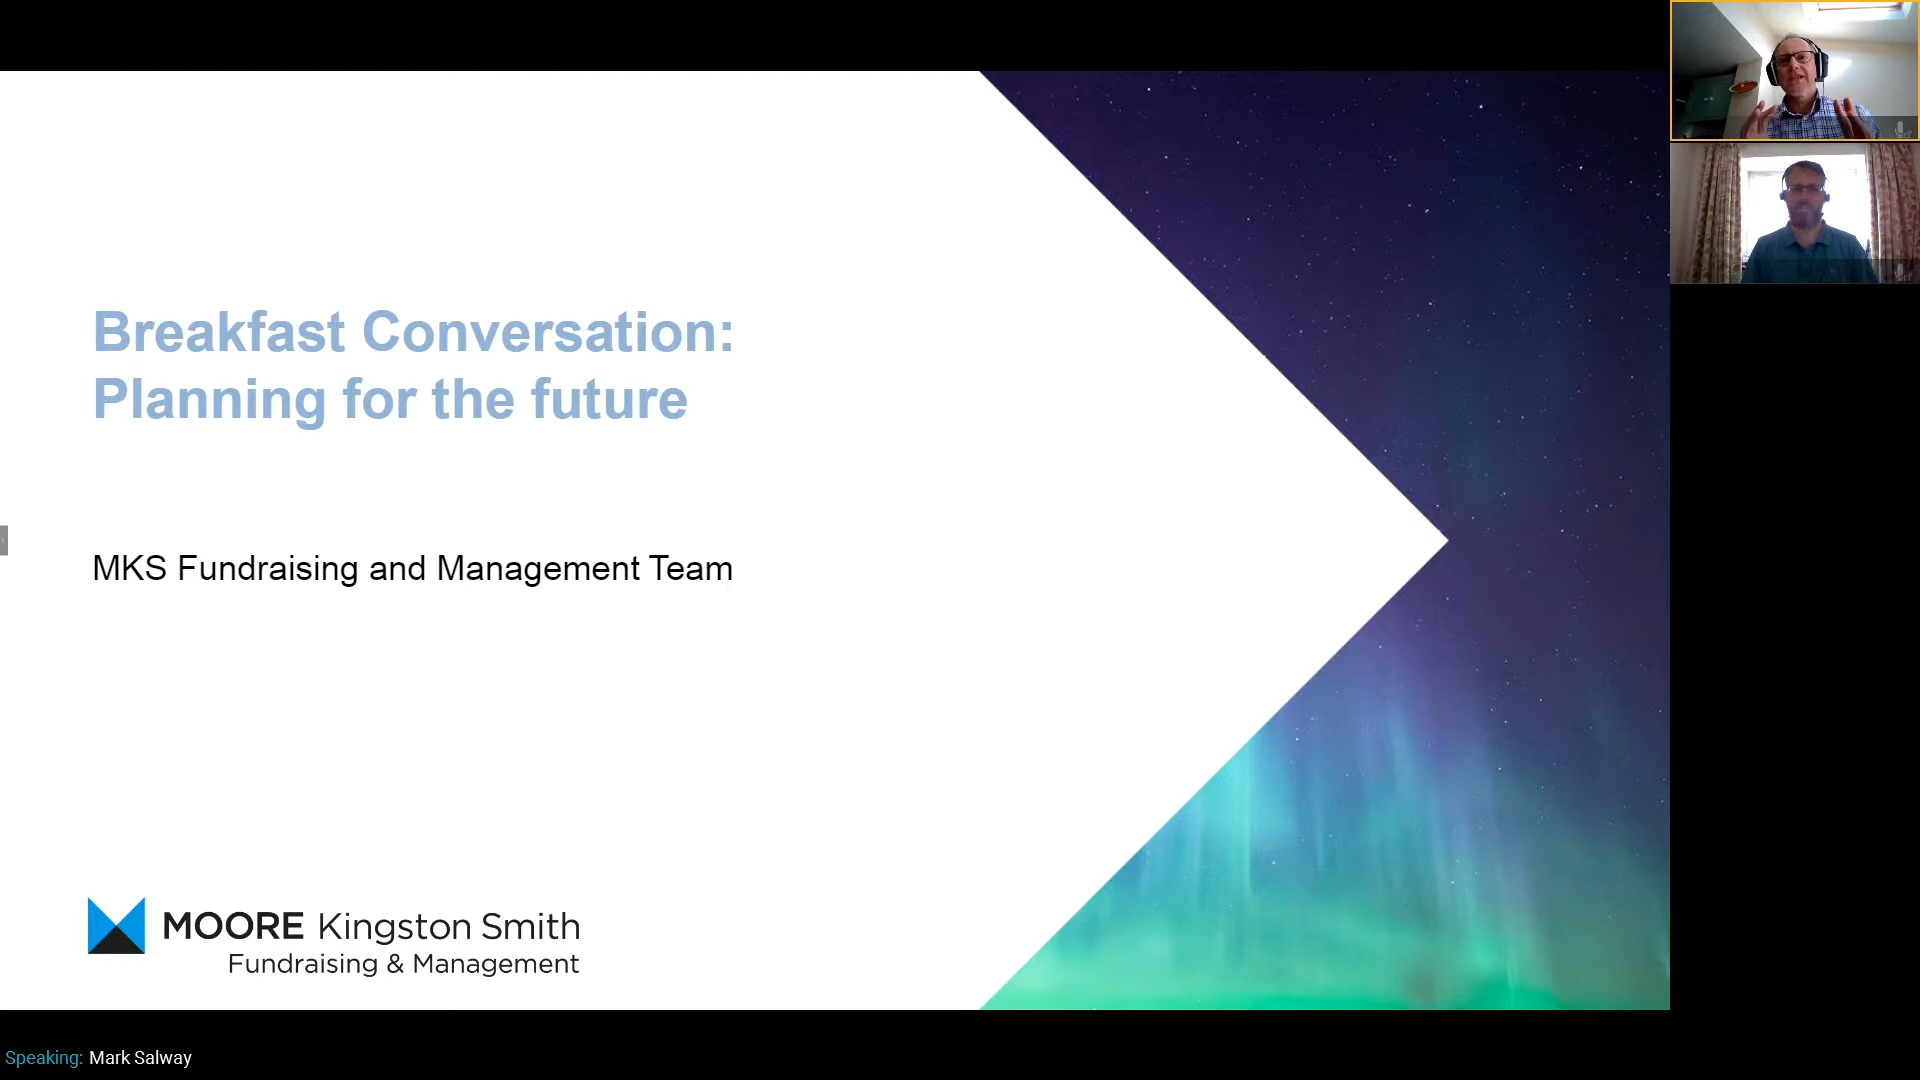 Breakfast Conversation:
Planning for the future
MKS Fundraising and Management Team
MOORE Kingston Smith
Fundraising & Management
Speaking: Mark Salway